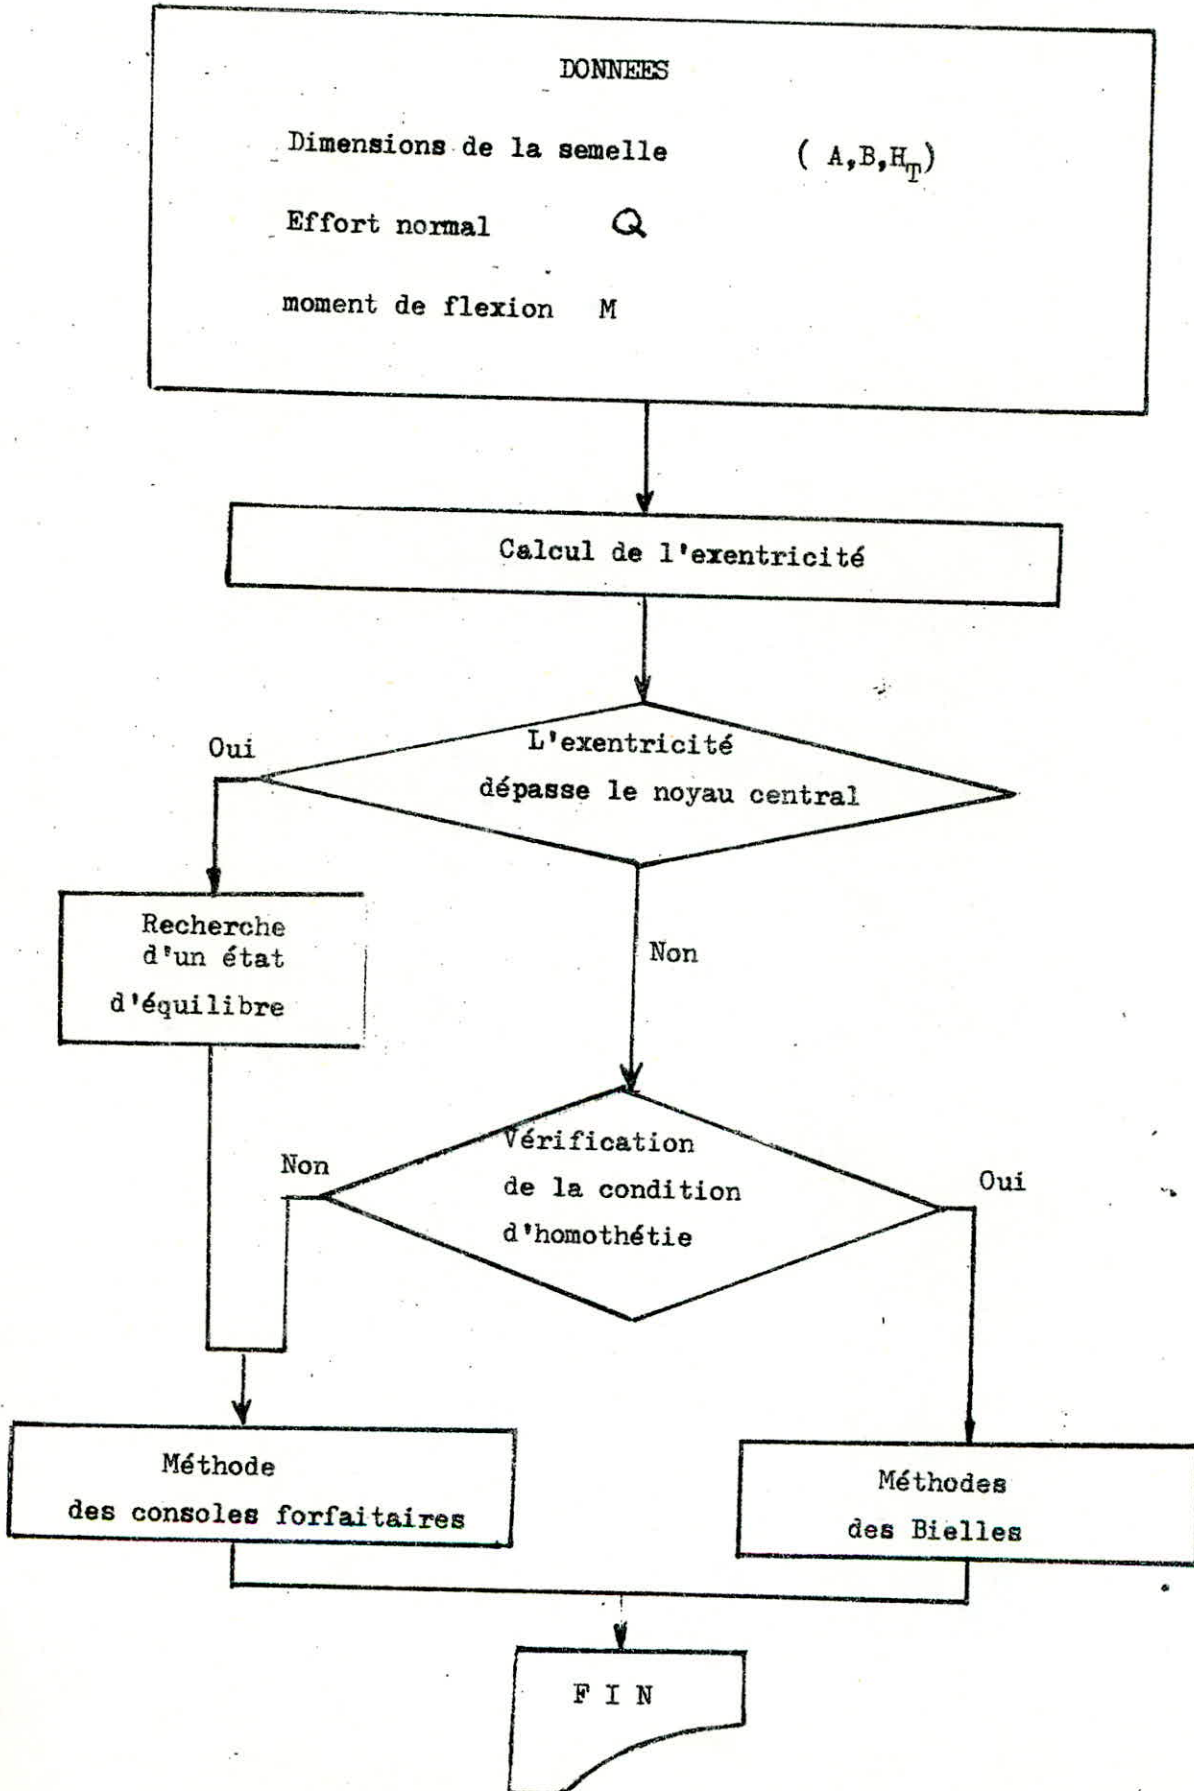 DONNEES
Dimensions de la semelle ( A,B,H_T)
Effort normal Q
moment de flexion M
Calcul de l'exentricité
L'exentricité
dépasse le noyau central
Oui
Recherche
d'un état
d'équilibre
Non
Vérification
de la condition
d'homothétie
Non
Oui
Méthode
des consoles forfaitaires
Méthodes
des Bielles
F I N